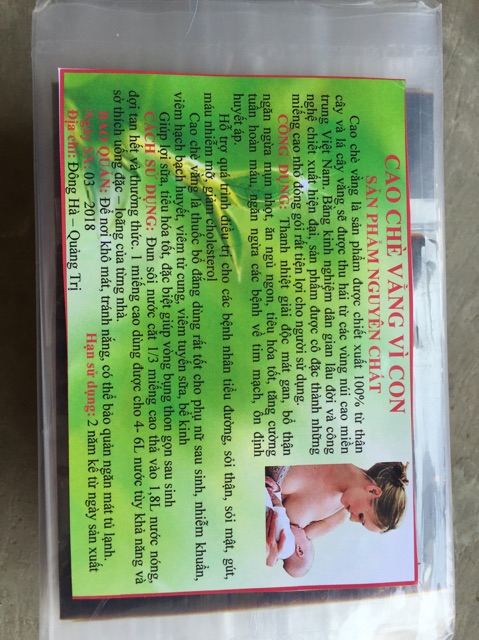 CAO CHÈ VẰNG VÌ CON
SẢN PHẨM NGUYÊN CHẤT
Cao chè vằng là sản phẩm được chiết xuất 100% từ thân
cây và lá cây vằng sẻ được thu hái từ các vùng núi cao miền
trung Việt Nam. Bằng kinh nghiệm dân gian lâu đời và công
nghệ chiết xuất hiện đại, sản phẩm được cô đặc thành những
miếng cao nhỏ đóng gói rất tiện lợi cho người sử dụng.
CÔNG DỤNG: Thanh nhiệt giải độc mát gan, bổ thận
ngăn ngừa mụn nhọt, ăn ngủ ngon, tiêu hóa tốt, tăng cường
tuần hoàn máu, ngăn ngừa các bệnh về tim mạch, ổn định
huyết áp.
Hỗ trợ quá trình điều trị cho các bệnh nhân tiểu đường, sỏi thận, sỏi mật, gút,
máu nhiễm mỡ, giảm cholesterol
Cao chè vằng là thuốc bổ đắng dùng rất tốt cho phụ nữ sau sinh, nhiễm khuẩn,
viêm hạch bạch huyết, viêm tử cung, viêm tuyến sữa, bế kinh
Giúp lợi sữa, tiêu hóa tốt, đặc biệt giúp vòng bụng thon gọn sau sinh
CÁCH SỬ DỤNG: Đun sôi nước cắt 1/3 miếng cao thả vào 1,8L nước nóng,
đợi tan hết và thưởng thức. 1 miếng cao dùng được cho 4- 6L nước tùy khả năng và
sở thích uống đặc – loãng của từng nhà.
BẢO QUẢN: Để nơi khô mát, tránh nắng, có thể bảo quản ngăn mát tủ lạnh.
Ngày SX: 03 – 2018 Hạn sử dụng: 2 năm kể từ ngày sản xuất
Địa chỉ: Đông Hà – Quảng Trị